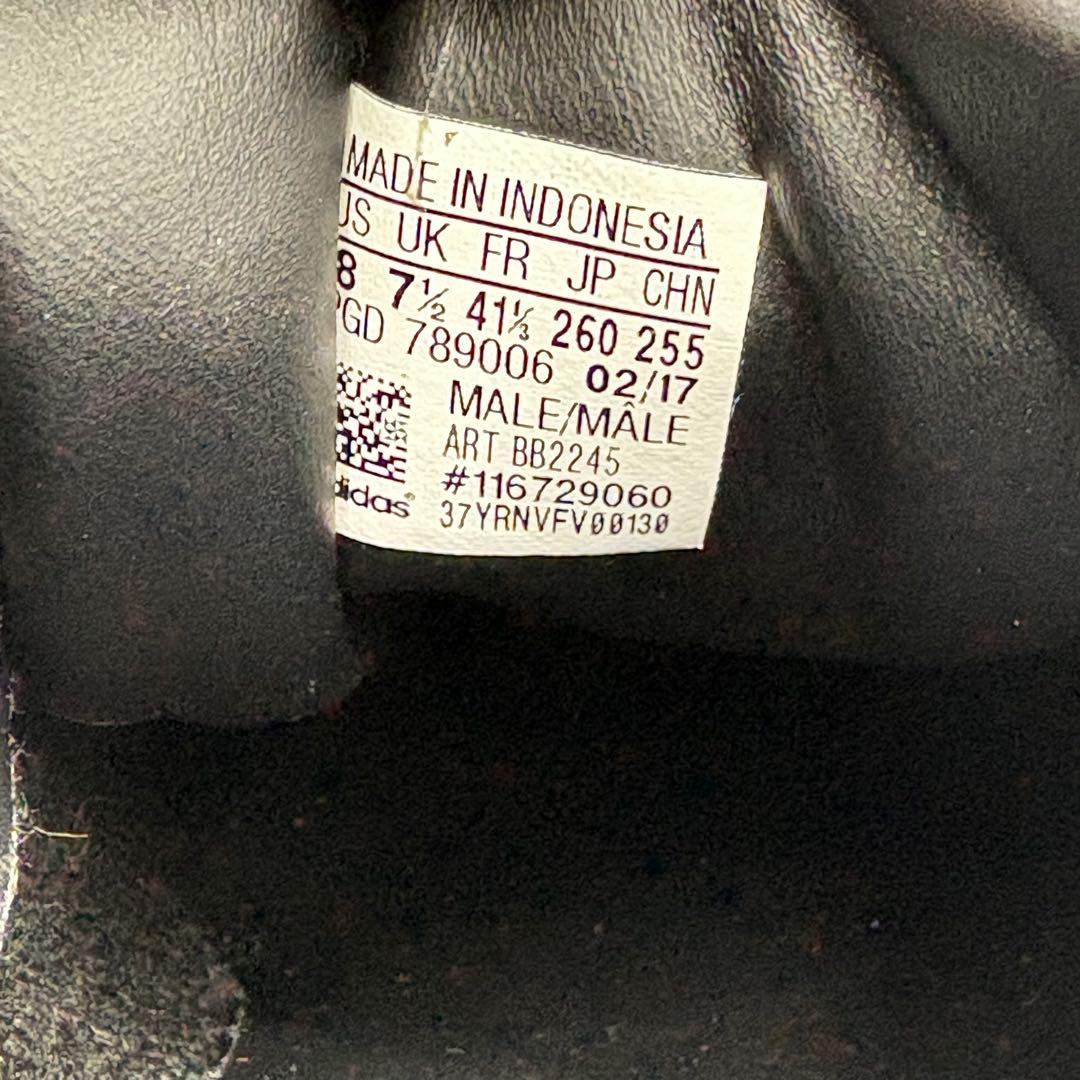 MADE IN INDONESIA
US UK FR JP CHN
8 7½ 41⅓ 260 255
PGD 789006 02/17
MALE/MÂLE
ART BB2245
#116729060
adidas
37YRNVFV00130